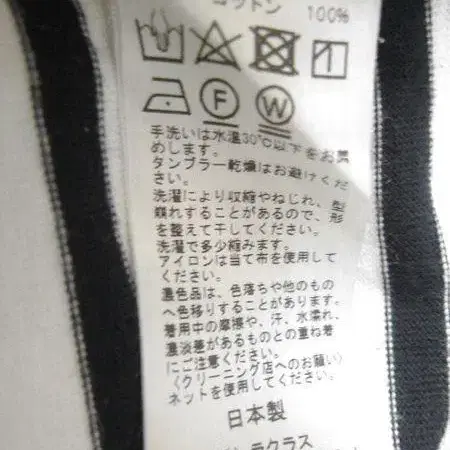 コットン 100%
F W
手洗いは水温30℃以下をお薦
めします。
タンブラー乾燥はお避けくだ
さい。
洗濯により収縮やねじれ、型
崩れすることがあるので、形
を整えて干してください。
洗濯で多少縮みます。
アイロンは当て布を使用して
ください。
濃色品は、色落ちや他のもの
へ色移りすることがあります。
着用中の摩擦や、汗、水濡れ、
濃淡差があるものとの重ね着
にご注意ください。
〈クリーニング店へのお願い〉
ネットを使用してください。
日本製
ラクラス